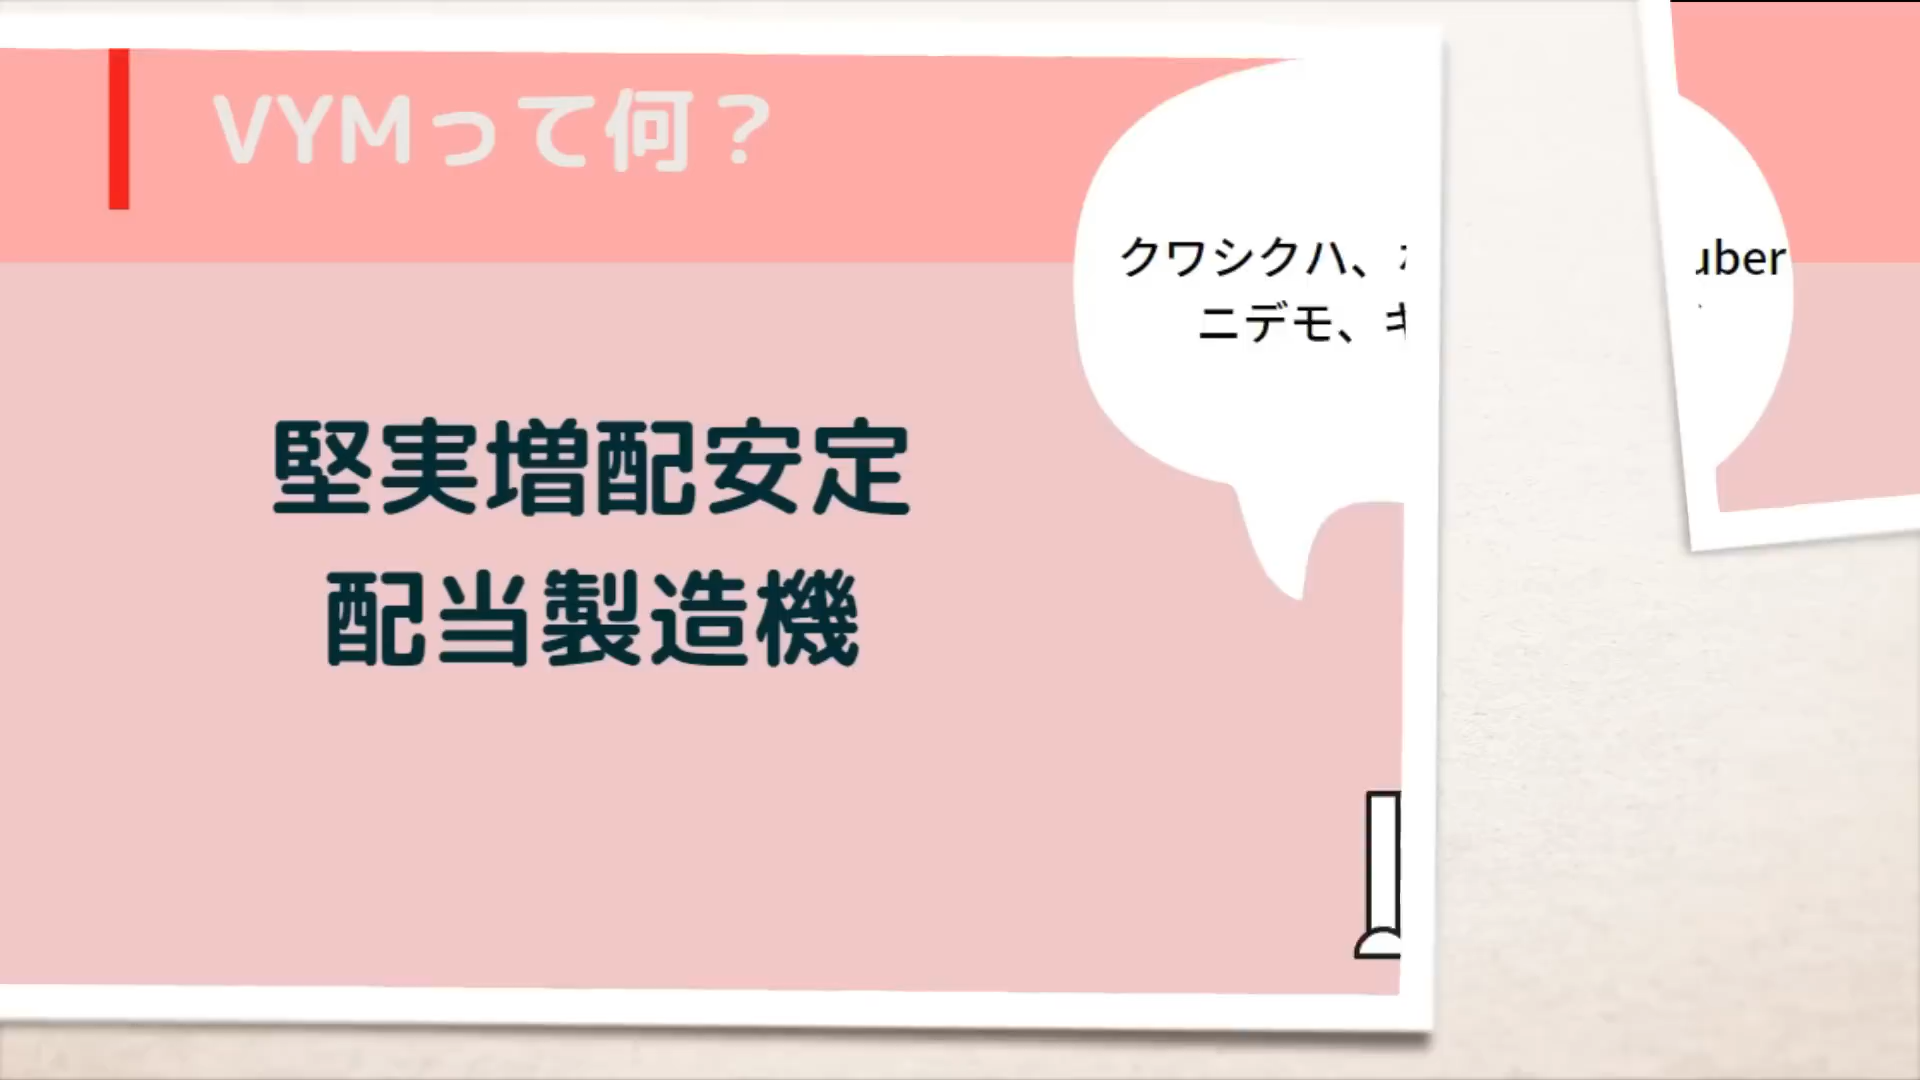 VYMって何？
クワシクハ、
ニデモ、
uber
堅実増配安定
配当製造機